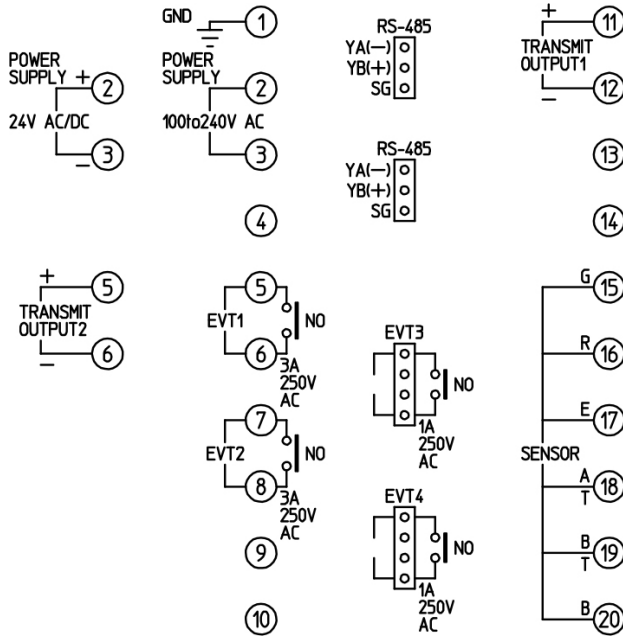 GND
1
POWER
SUPPLY +
2
24V AC/DC
−
3
POWER
SUPPLY
2
100to240V AC
3
4
RS-485
YA(−)
YB(+)
SG
RS-485
YA(−)
YB(+)
SG
+
11
TRANSMIT
OUTPUT1
−
12
13
14
+
5
TRANSMIT
OUTPUT2
−
6
5
EVT1
NO
6
3A
250V
AC
7
EVT2
NO
8
3A
250V
AC
9
10
EVT3
NO
1A
250V
AC
EVT4
NO
1A
250V
AC
G
15
R
16
E
17
SENSOR
A
T
18
B
T
19
B
20